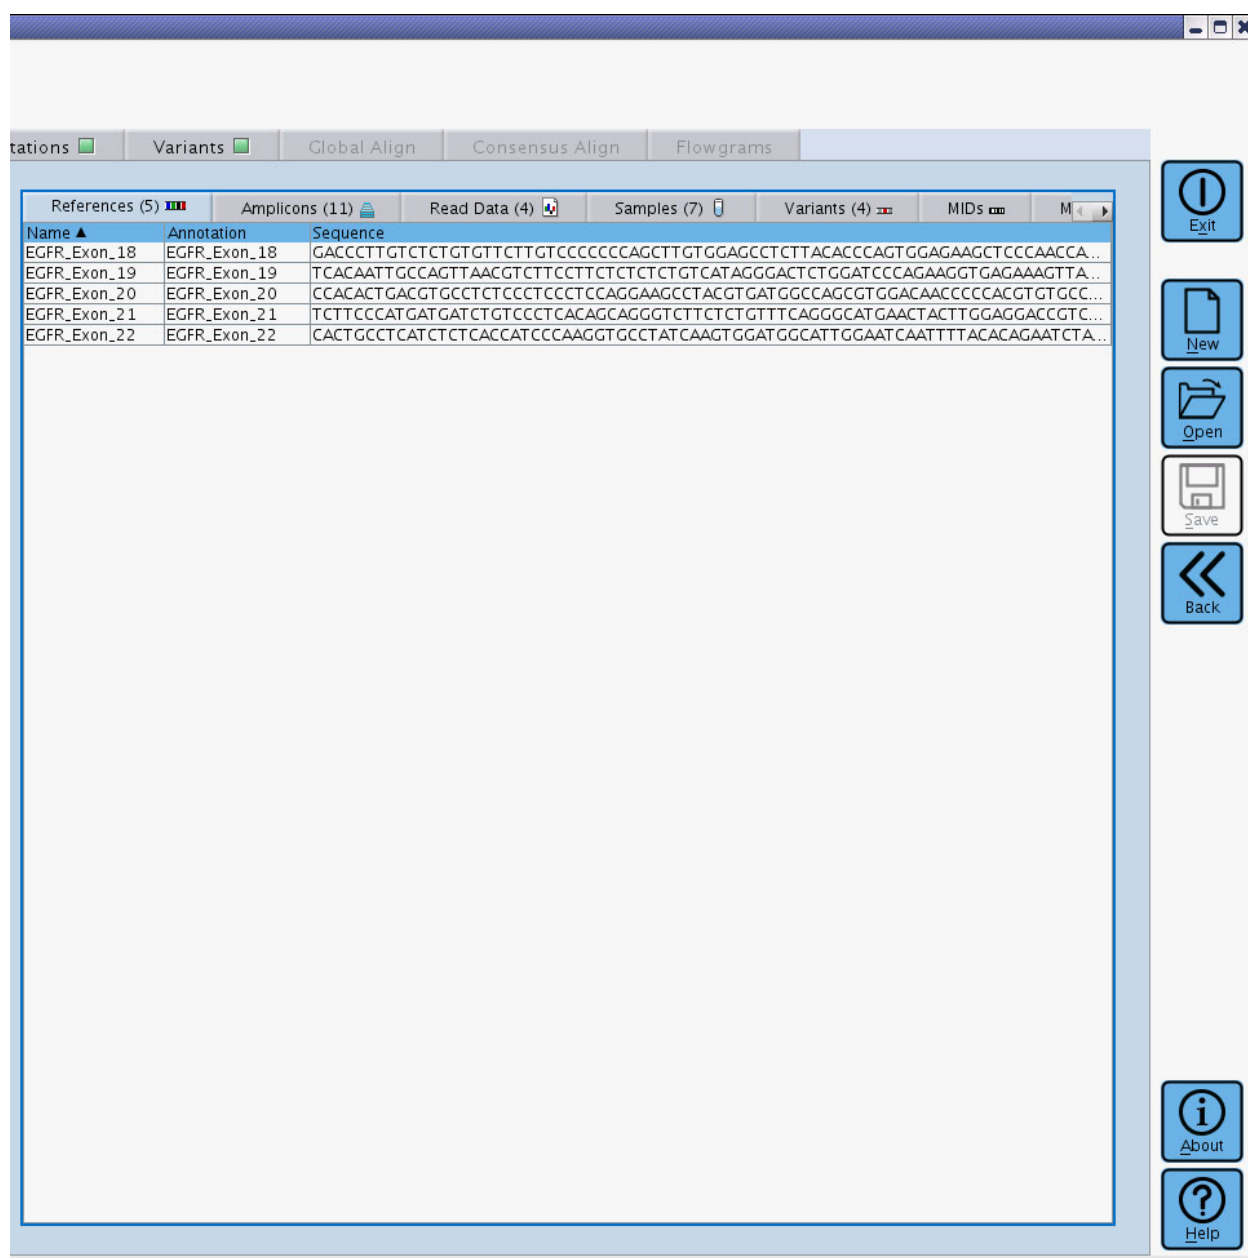 tations Variants Global Align Consensus Align Flowgrams
References (5) Amplicons (11) Read Data (4) Samples (7) Variants (4) MIDs M
Name ▲ Annotation Sequence
EGFR_Exon_18 EGFR_Exon_18 GACCCTTGTCTCTGTGTTCTTGTCCCCCCCAGCTTGTGGAGCCTCTTACACCCAGTGGAGAAGCTCCCAACCA...
EGFR_Exon_19 EGFR_Exon_19 TCACAATTGCCAGTTAACGTCTTCCTTCTCTCTCTGTCATAGGGACTCTGGATCCCAGAAGGTGAGAAAGTTA...
EGFR_Exon_20 EGFR_Exon_20 CCACACTGACGTGCCTCTCCCTCCCTCCAGGAAGCCTACGTGATGGCCAGCGTGGACAACCCCCACGTGTGCC...
EGFR_Exon_21 EGFR_Exon_21 TCTTCCCATGATGATCTGTCCCTCACAGCAGGGTCTTCTCTGTTTCAGGGCATGAACTACTTGGAGGACCGTC...
EGFR_Exon_22 EGFR_Exon_22 CACTGCCTCATCTCTCACCATCCCAAGGTGCCTATCAAGTGGATGGCATTGGAATCAATTTTACACAGAATCTA...
Exit
New
Open
Save
Back
About
Help